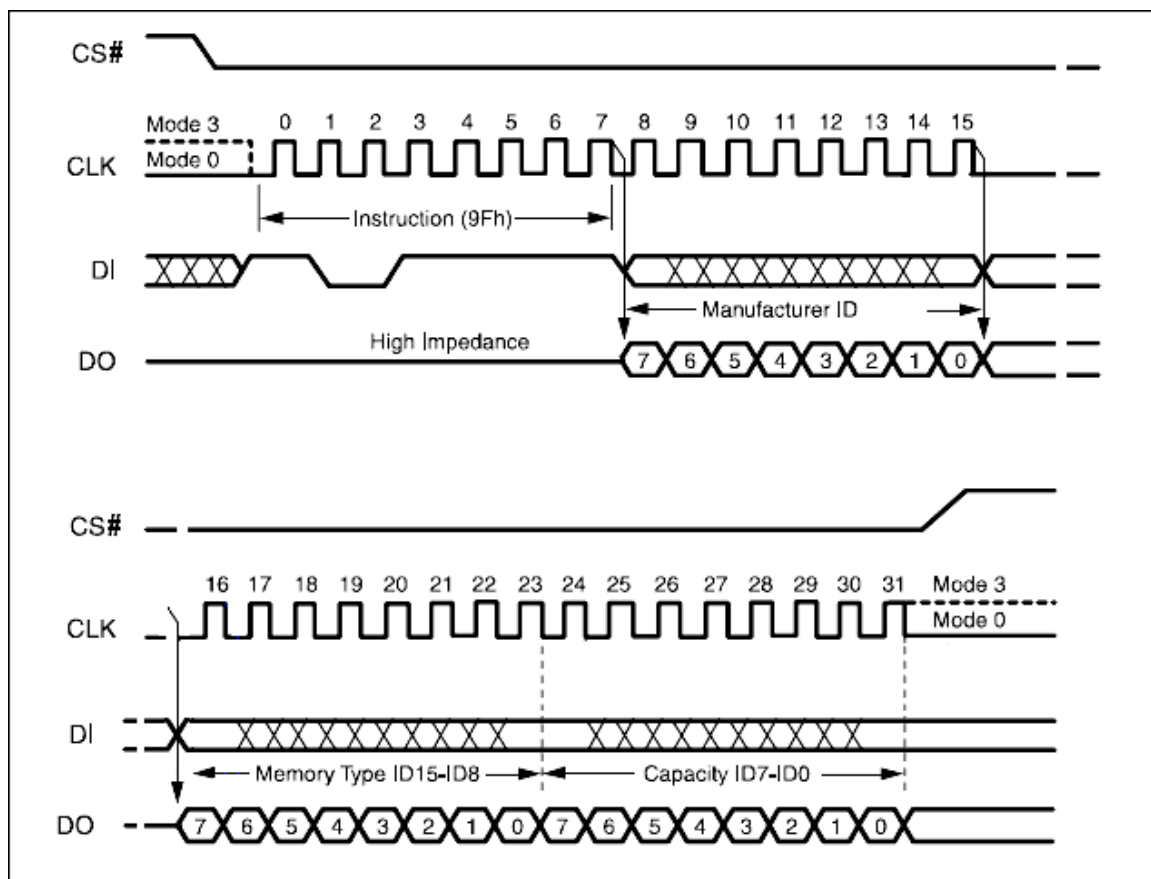 CS#
Mode 3
0 1 2 3 4 5 6 7 8 9 10 11 12 13 14 15
CLK
Mode 0
Instruction (9Fh)
DI
Manufacturer ID
High Impedance
DO
7 6 5 4 3 2 1 0
CS#
16 17 18 19 20 21 22 23 24 25 26 27 28 29 30 31
Mode 3
CLK
Mode 0
DI
Memory Type ID15-ID8
Capacity ID7-ID0
DO
7 6 5 4 3 2 1 0 7 6 5 4 3 2 1 0